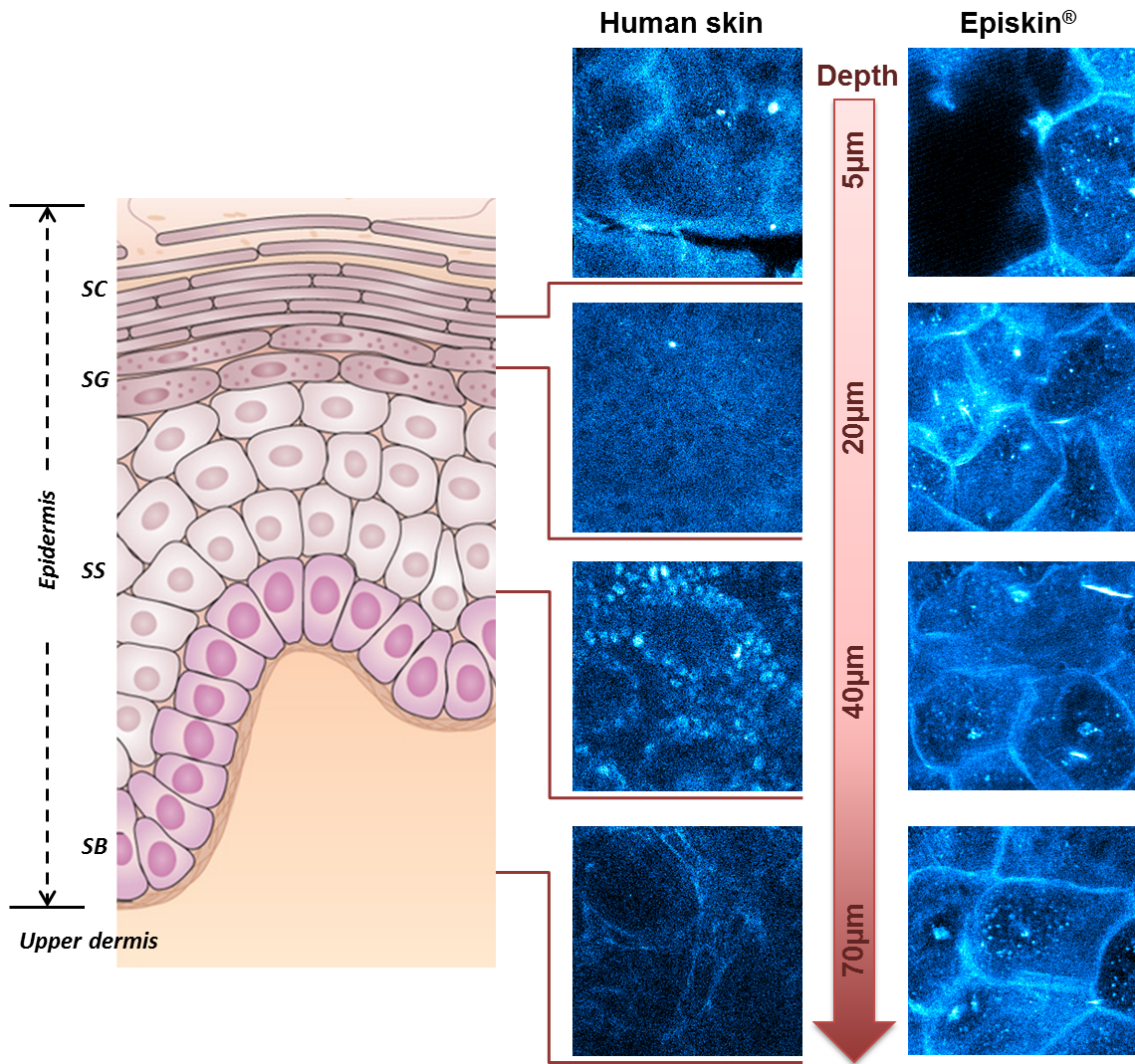 Human skin
Episkin®
Depth
5µm
SC
SG
20µm
Epidermis
SS
40µm
SB
70µm
Upper dermis